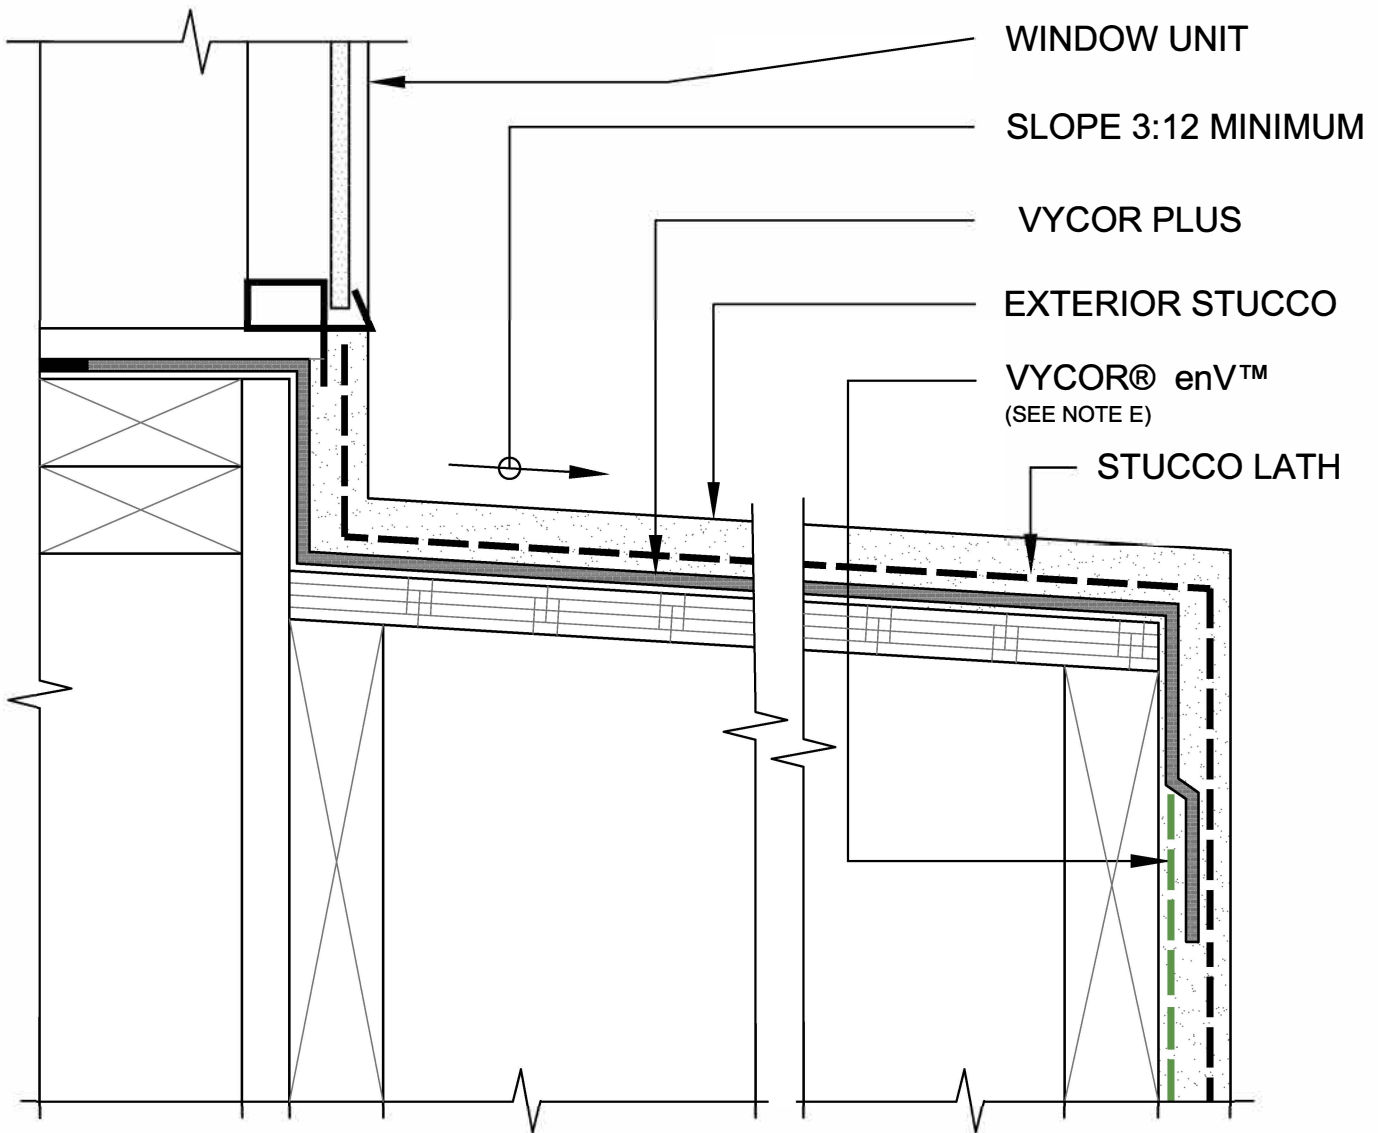 WINDOW UNIT
SLOPE 3:12 MINIMUM
VYCOR PLUS
EXTERIOR STUCCO
VYCOR® enV™
(SEE NOTE E)
STUCCO LATH